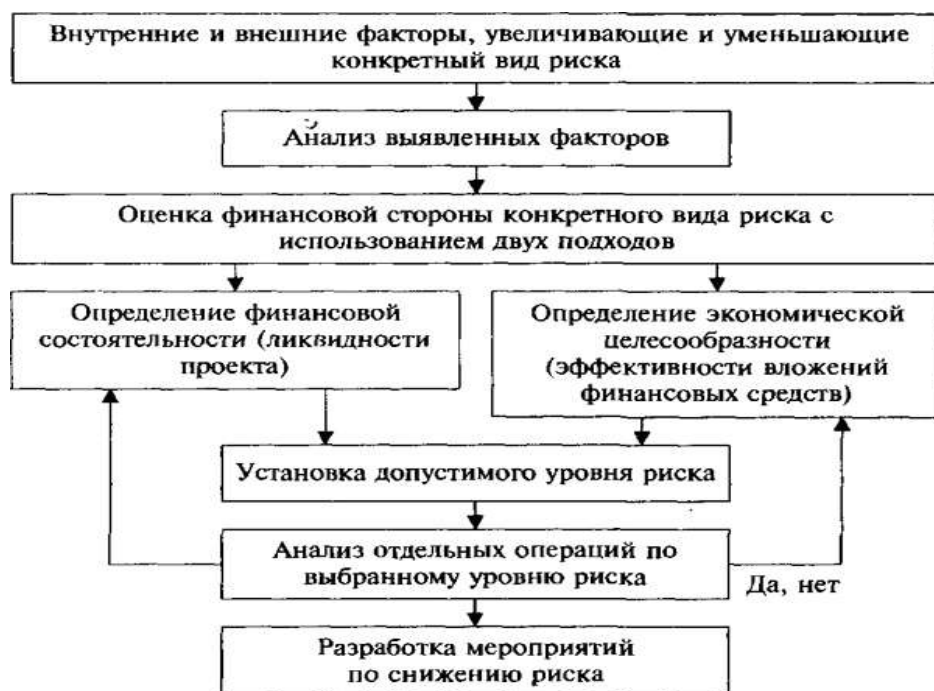 Внутренние и внешние факторы, увеличивающие и уменьшающие
конкретный вид риска
Анализ выявленных факторов
Оценка финансовой стороны конкретного вида риска с
использованием двух подходов
Определение финансовой
состоятельности (ликвидности
проекта)
Определение экономической
целесообразности
(эффективности вложений
финансовых средств)
Установка допустимого уровня риска
Анализ отдельных операций по
выбранному уровню риска
Да, нет
Разработка мероприятий
по снижению риска